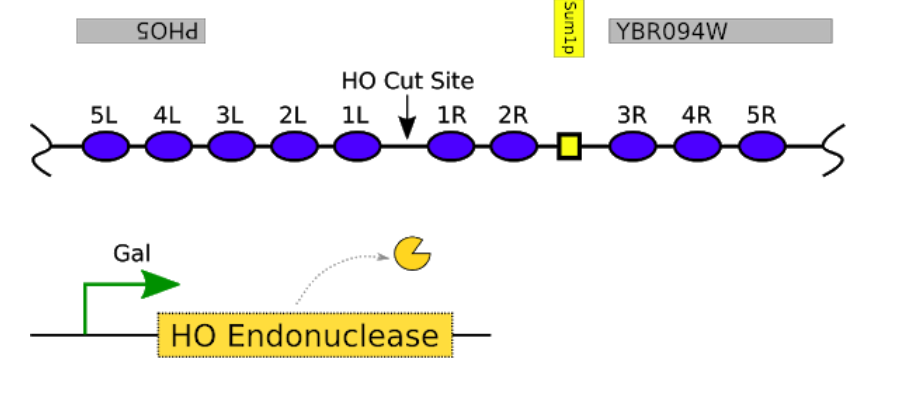 PHO5
Sum1p
YBR094W
HO Cut Site
5L 4L 3L 2L 1L 1R 2R 3R 4R 5R
Gal
HO Endonuclease